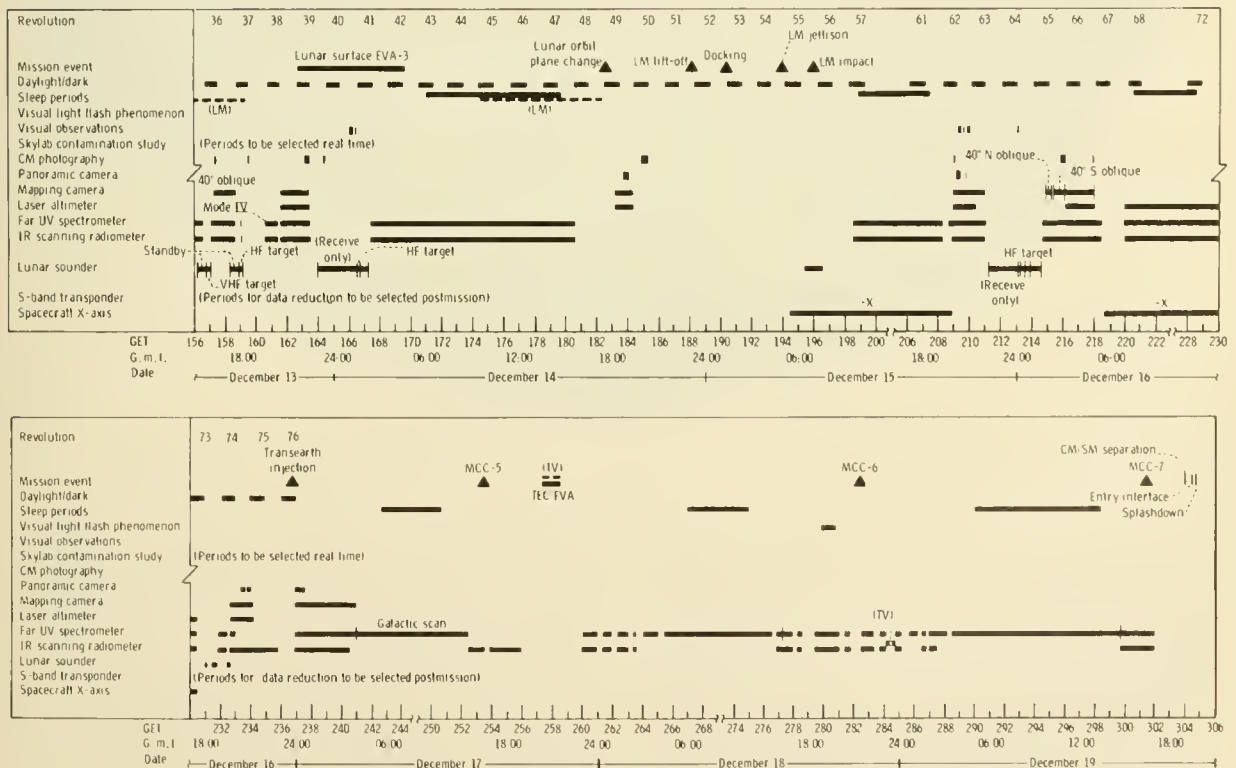 Revolution 36 37 38 39 40 41 42 43 44 45 46 47 48 49 50 51 52 53 54 55 56 57 61 62 63 64 65 66 67 68 72
LM jettison
Lunar surface EVA-3
Lunar orbit
plane change
LM lift-off
Docking
LM impact
Mission event
Daylight/dark
Sleep periods
(LM) (LM)
Visual light flash phenomenon
Visual observations
Skylab contamination study (Periods to be selected real time)
CM photography
40° N oblique
Panoramic camera
40° oblique
40° S oblique
Mapping camera
Laser altimeter
Mode IV
Far UV spectrometer
IR scanning radiometer
Standby
HF target
(Receive
only)
HF target
HF target
Lunar sounder
VHF target
(Receive
only)
S-band transponder (Periods for data reduction to be selected postmission)
Spacecraft X-axis -X -X
GET 156 158 160 162 164 166 168 170 172 174 176 178 180 182 184 186 188 190 192 194 196 198 200 206 208 210 212 214 216 218 220 222 228 230
G.m.t. 18:00 24:00 06:00 12:00 18:00 24:00 06:00 18:00 24:00 06:00
Date December 13 December 14 December 15 December 16
Revolution 73 74 75 76
Transearth
injection
CM/SM separation
MCC-5 (TV) MCC-6 MCC-7
Mission event
TEC EVA
Daylight/dark
Entry interface
Sleep periods
Splashdown
Visual light flash phenomenon
Visual observations
Skylab contamination study (Periods to be selected real time)
CM photography
Panoramic camera
Mapping camera
Laser altimeter
(TV)
Galactic scan
Far UV spectrometer
IR scanning radiometer
Lunar sounder
S-band transponder (Periods for data reduction to be selected postmission)
Spacecraft X-axis
GET 232 234 236 238 240 242 244 250 252 254 256 258 260 262 264 266 268 274 276 278 280 282 284 286 288 290 292 294 296 298 300 302 304 306
G.m.t 18:00 24:00 06:00 18:00 24:00 06:00 18:00 24:00 06:00 12:00 18:00
Date December 16 December 17 December 18 December 19